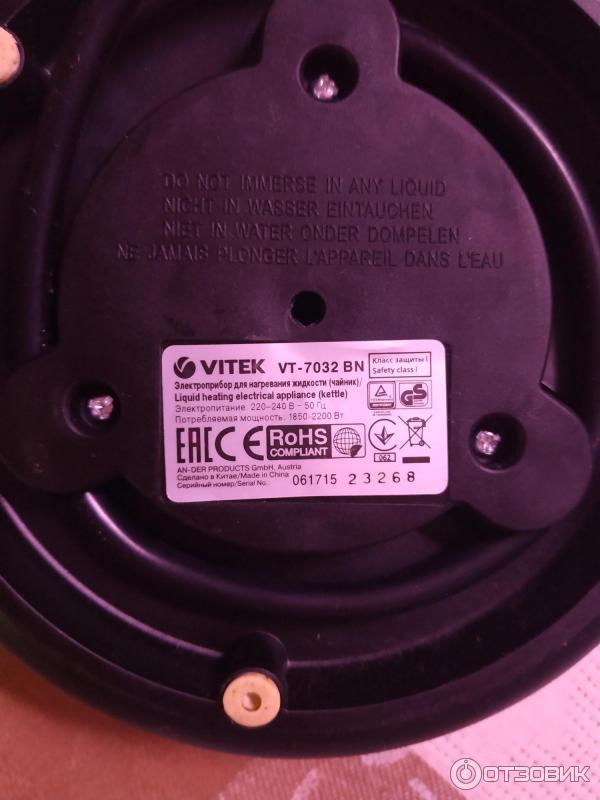 DO NOT IMMERSE IN ANY LIQUID
NICHT IN WASSER EINTAUCHEN
NIET IN WATER ONDER DOMPELEN
NE JAMAIS PLONGER L'APPAREIL DANS L'EAU
VITEK VT-7032 BN
Класс защиты I
Safety class I
Электроприбор для нагревания жидкости (чайник)/
Liquid heating electrical appliance (kettle)
Электропитание: 220–240 В ~ 50 Гц
Потребляемая мощность: 1850-2200 Вт
EAC CE RoHS
COMPLIANT
062
GS
AN-DER PRODUCTS GmbH, Austria
Сделано в Китае/Made in China
Серийный номер/Serial No.: 061715 23268
ОТЗОВИК